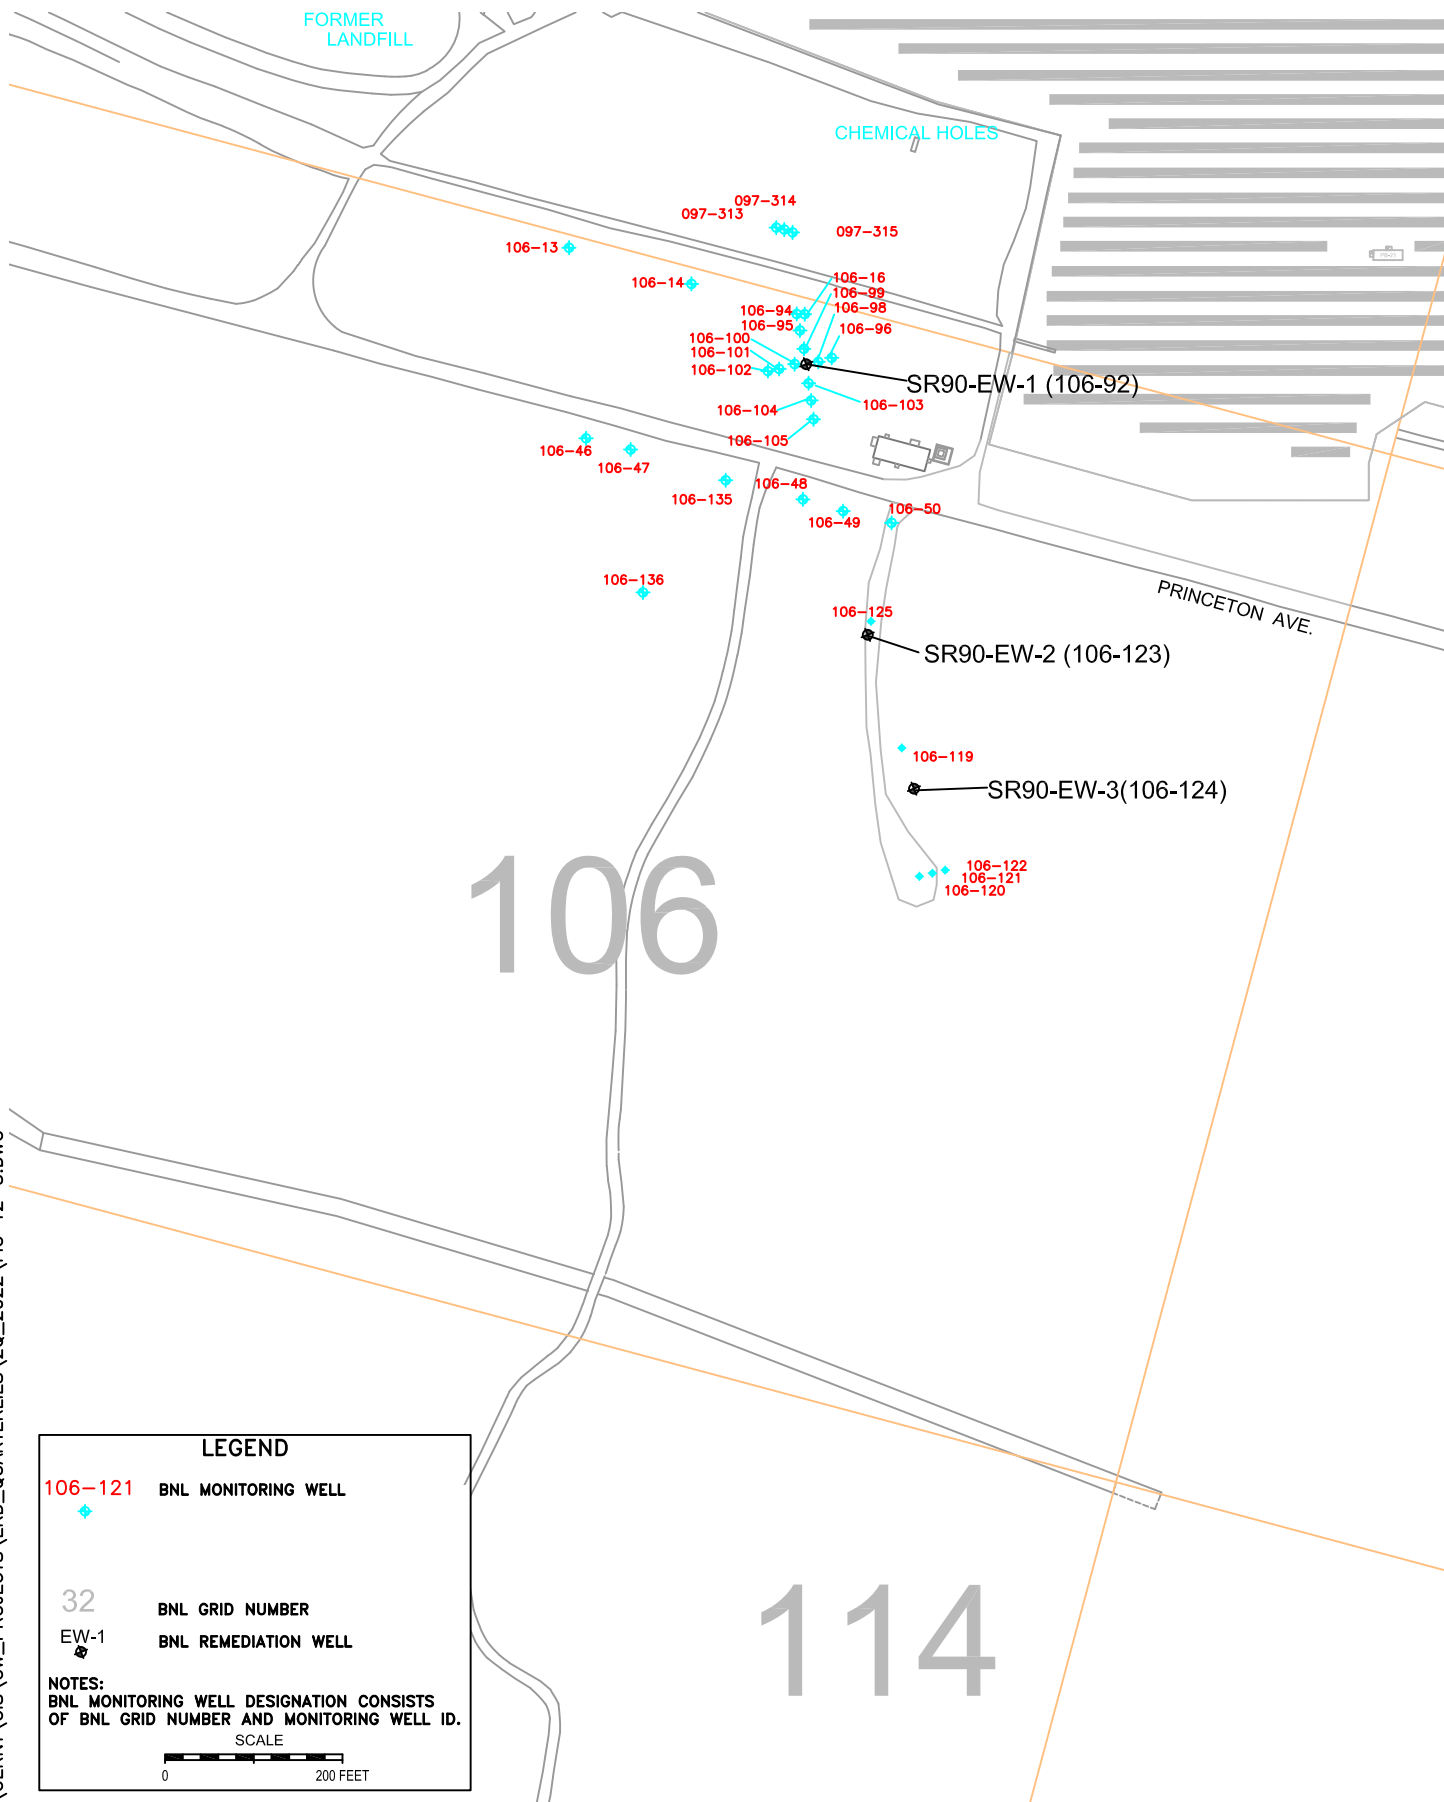 FORMER
LANDFILL
CHEMICAL HOLES
097-314
097-313
097-315
106-13
106-14
106-16
106-99
106-94
106-98
106-95
106-96
106-100
106-101
106-102
SR90-EW-1 (106-92)
106-103
106-104
106-105
106-46
106-47
106-48
106-135
106-50
106-49
106-136
PRINCETON AVE.
106-125
SR90-EW-2 (106-123)
106-119
SR90-EW-3(106-124)
106-122
106-121
106-120
106
114
LEGEND
106-121 BNL MONITORING WELL
32 BNL GRID NUMBER
EW-1 BNL REMEDIATION WELL
NOTES:
BNL MONITORING WELL DESIGNATION CONSISTS
OF BNL GRID NUMBER AND MONITORING WELL ID.
SCALE
0 200 FEET